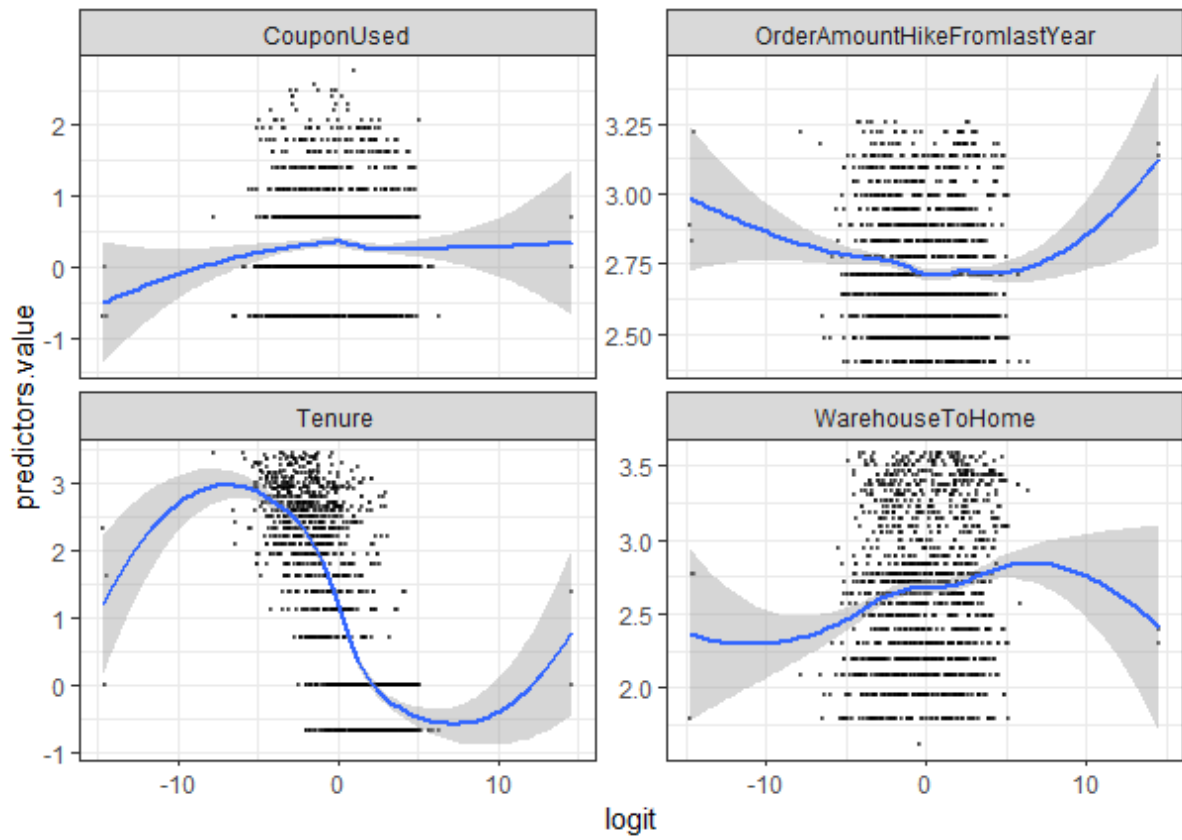 CouponUsed
OrderAmountHikeFromlastYear
2
1
0
-1
3.25
3.00
2.75
2.50
Tenure
WarehouseToHome
3
2
1
0
-1
3.5
3.0
2.5
2.0
-10 0 10
-10 0 10
predictors.value
logit